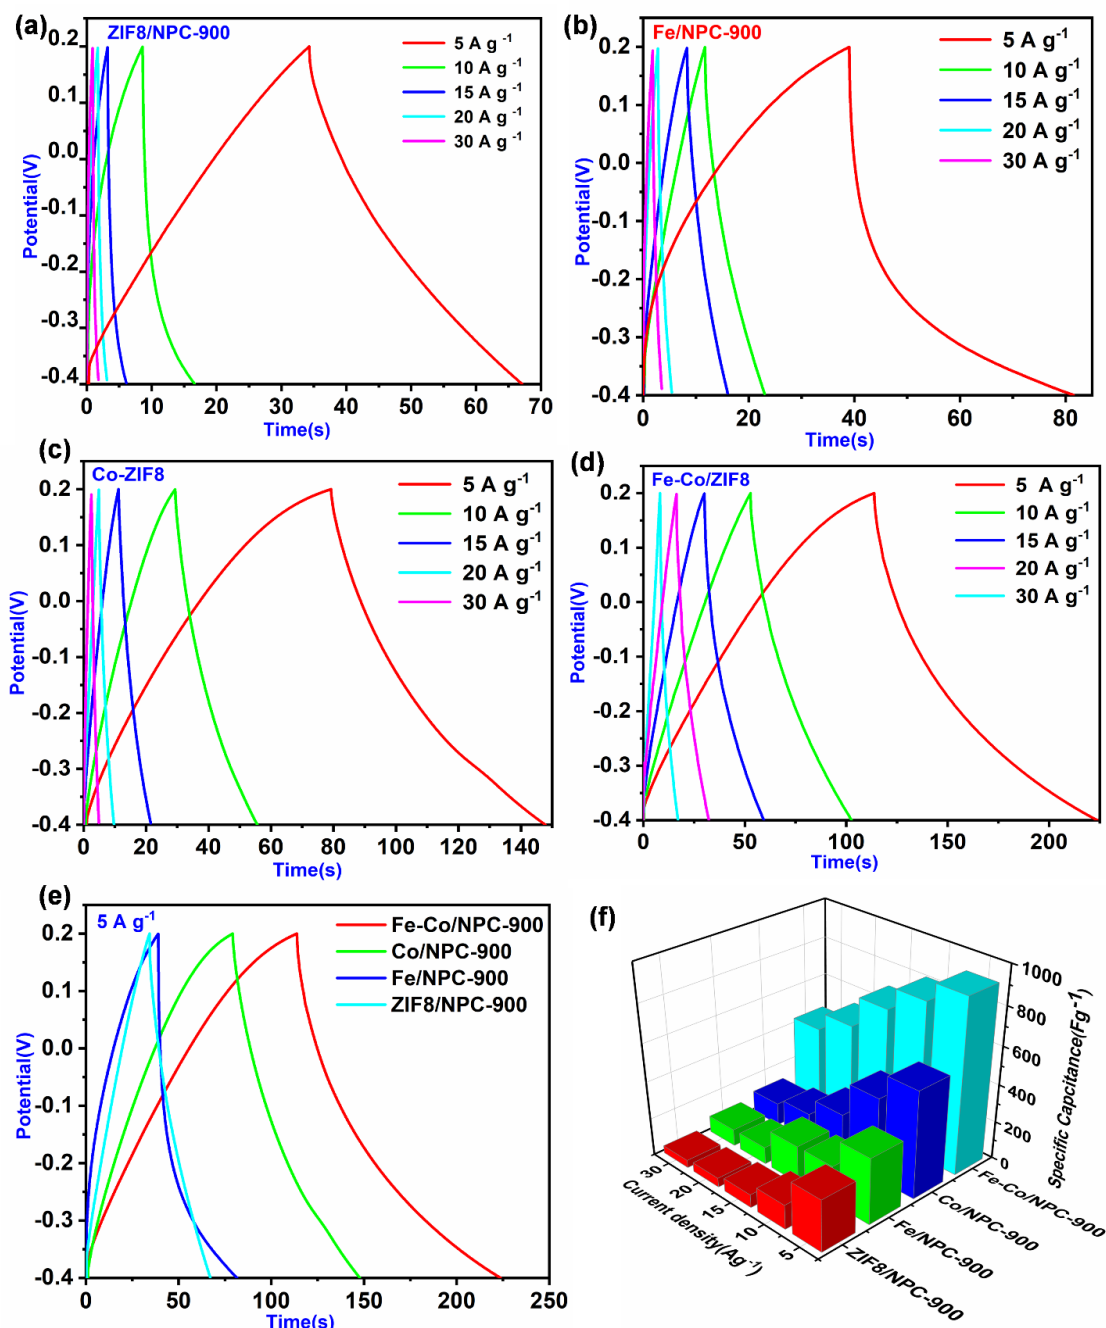 (a)
ZIF8/NPC-900
5 A g⁻¹
10 A g⁻¹
15 A g⁻¹
20 A g⁻¹
30 A g⁻¹
Potential(V)
0.2
0.1
0.0
-0.1
-0.2
-0.3
-0.4
0 10 20 30 40 50 60 70
Time(s)
(b)
Fe/NPC-900
5 A g⁻¹
10 A g⁻¹
15 A g⁻¹
20 A g⁻¹
30 A g⁻¹
Potential(V)
0.2
0.1
0.0
-0.1
-0.2
-0.3
-0.4
0 20 40 60 80
Time(s)
(c)
Co-ZIF8
5 A g⁻¹
10 A g⁻¹
15 A g⁻¹
20 A g⁻¹
30 A g⁻¹
Potential(V)
0.2
0.1
0.0
-0.1
-0.2
-0.3
-0.4
0 20 40 60 80 100 120 140
Time(s)
(d)
Fe-Co/ZIF8
5 A g⁻¹
10 A g⁻¹
15 A g⁻¹
20 A g⁻¹
30 A g⁻¹
Potential(V)
0.2
0.1
0.0
-0.1
-0.2
-0.3
-0.4
0 50 100 150 200
Time(s)
(e)
5 A g⁻¹
Fe-Co/NPC-900
Co/NPC-900
Fe/NPC-900
ZIF8/NPC-900
Potential(V)
0.2
0.1
0.0
-0.1
-0.2
-0.3
-0.4
0 50 100 150 200 250
Time(s)
(f)
1000
800
600
400
200
0
Specific Capcitance(Fg⁻¹)
30
20
15
10
5
Current density(Ag⁻¹)
Fe-Co/NPC-900
Co/NPC-900
Fe/NPC-900
ZIF8/NPC-900